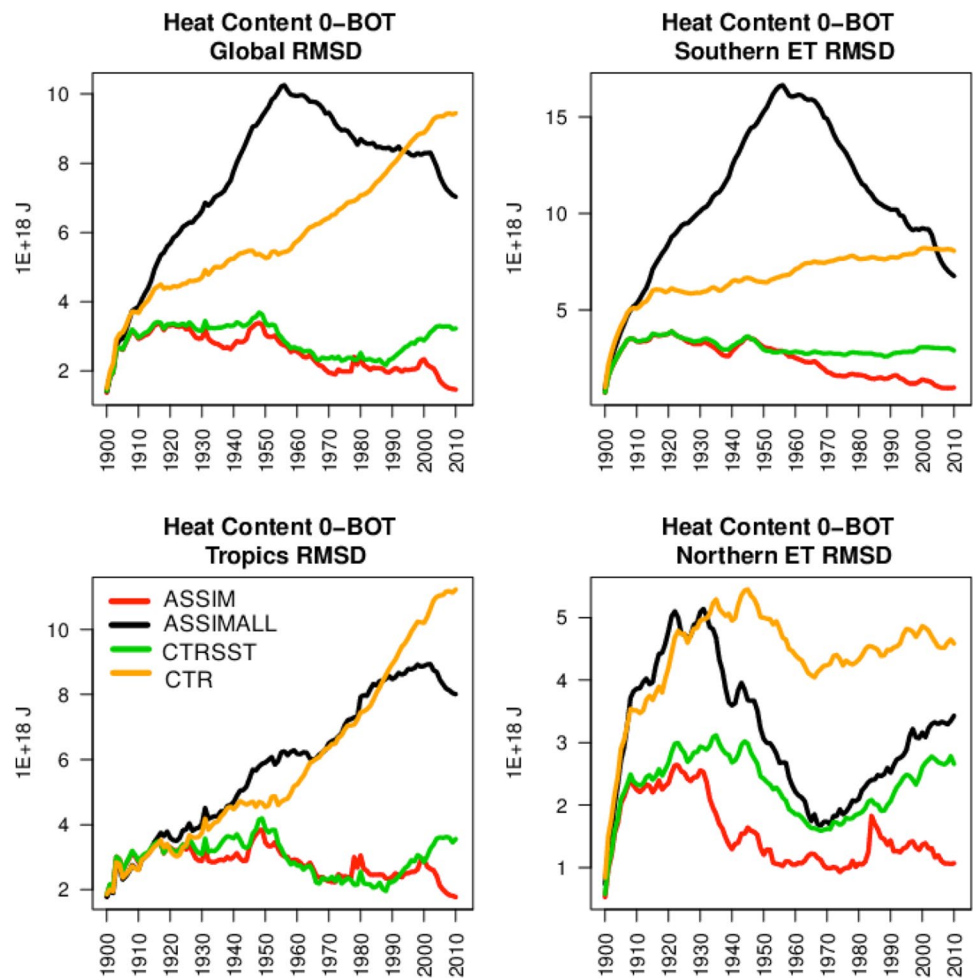 Heat Content 0−BOT
Global RMSD
1E+18 J
10
8
6
4
2
1900 1910 1920 1930 1940 1950 1960 1970 1980 1990 2000 2010
Heat Content 0−BOT
Southern ET RMSD
1E+18 J
15
10
5
1900 1910 1920 1930 1940 1950 1960 1970 1980 1990 2000 2010
Heat Content 0−BOT
Tropics RMSD
1E+18 J
10
8
6
4
2
ASSIM
ASSIMALL
CTRSST
CTR
1900 1910 1920 1930 1940 1950 1960 1970 1980 1990 2000 2010
Heat Content 0−BOT
Northern ET RMSD
1E+18 J
5
4
3
2
1
1900 1910 1920 1930 1940 1950 1960 1970 1980 1990 2000 2010